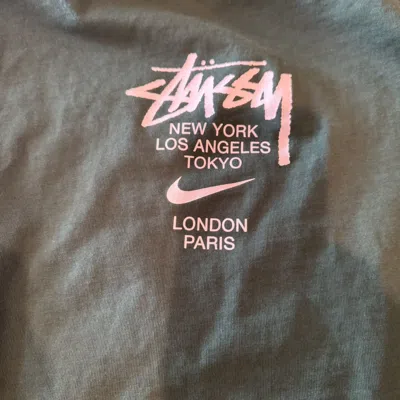 STÜSSY
NEW YORK
LOS ANGELES
TOKYO
LONDON
PARIS